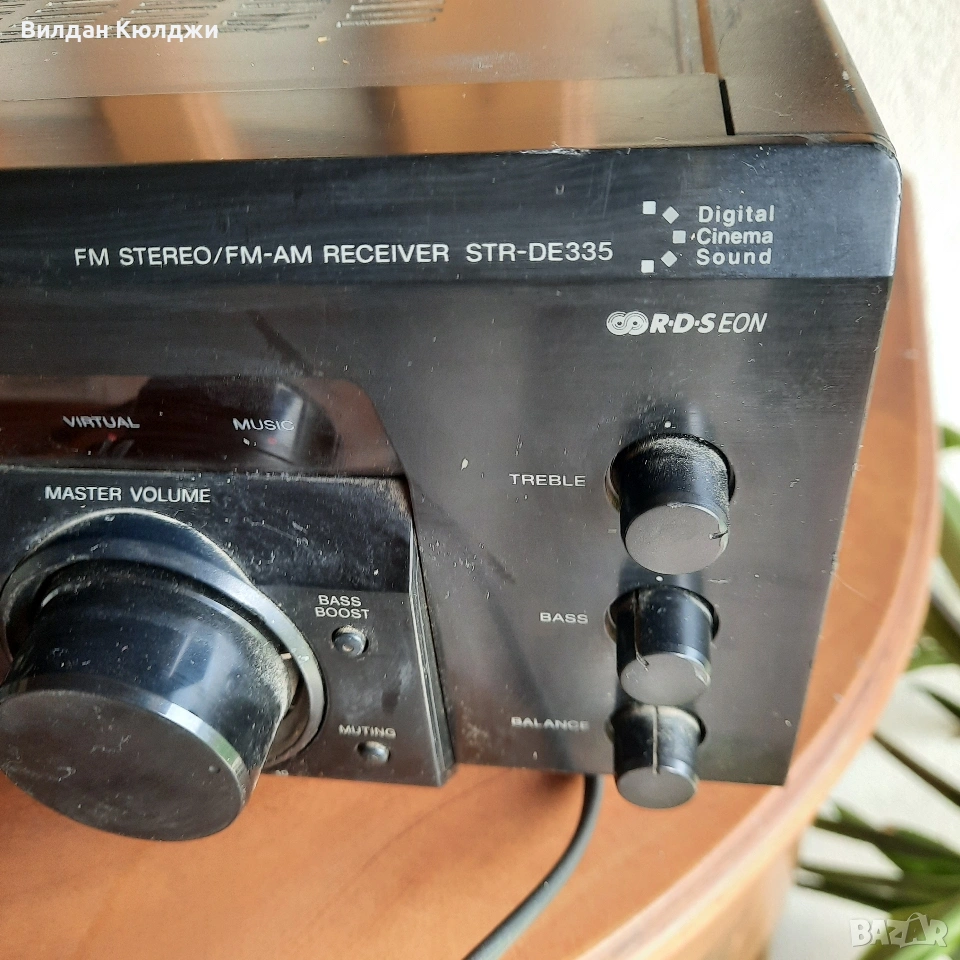 Вилдан Кюлджи
FM STEREO/FM-AM RECEIVER STR-DE335
Digital
Cinema
Sound
R·D·S EON
VIRTUAL
MUSIC
TREBLE
MASTER VOLUME
BASS
BOOST
BASS
MUTING
BALANCE
BAZAR